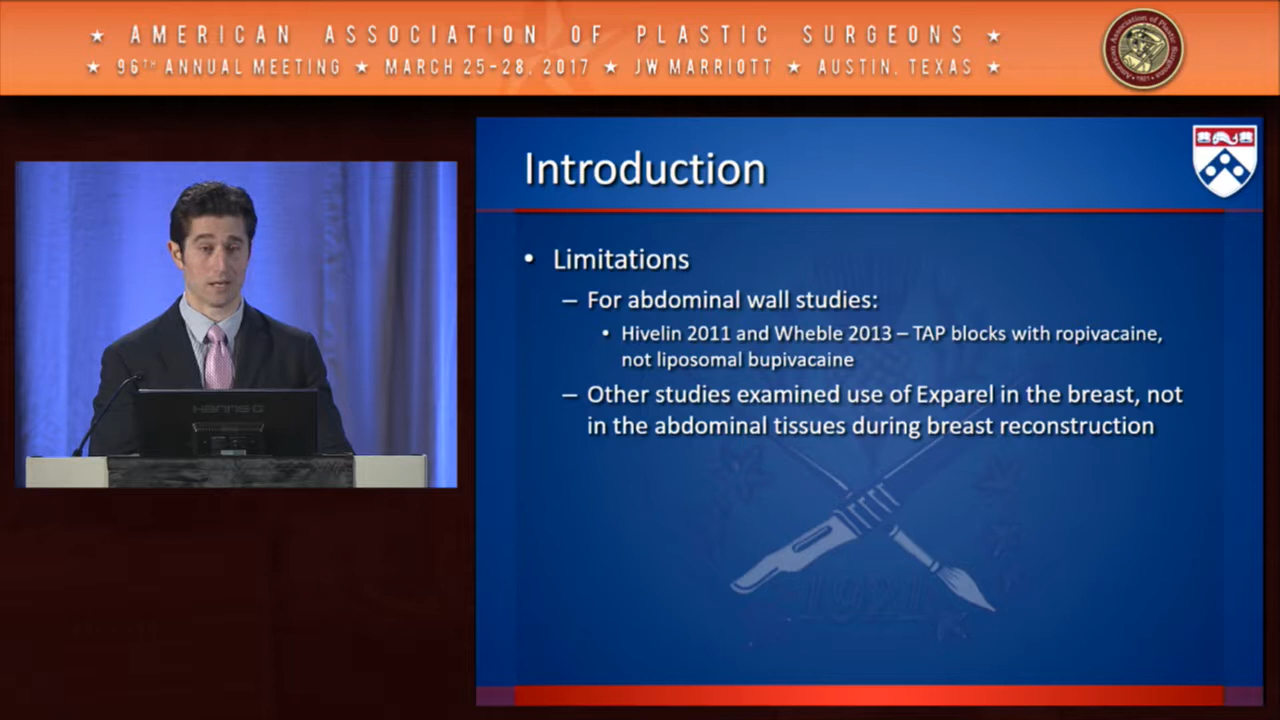 ★ AMERICAN ASSOCIATION OF PLASTIC SURGEONS ★
★ 96TH ANNUAL MEETING ★ MARCH 25-28, 2017 ★ JW MARRIOTT ★ AUSTIN, TEXAS ★
Introduction
• Limitations
– For abdominal wall studies:
• Hivelin 2011 and Wheble 2013 – TAP blocks with ropivacaine,
not liposomal bupivacaine
– Other studies examined use of Exparel in the breast, not
in the abdominal tissues during breast reconstruction
HANNS-G
1921